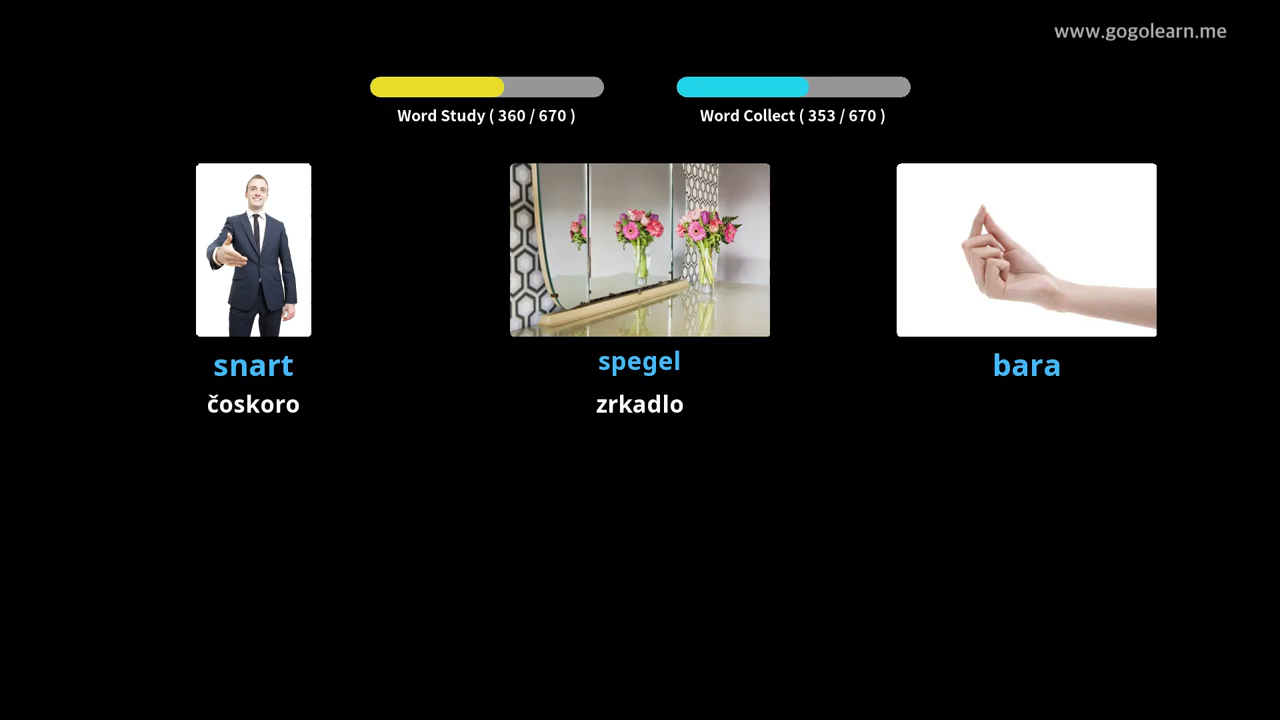 www.gogolearn.me
Word Study ( 360 / 670 )
Word Collect ( 353 / 670 )
snart
spegel
bara
čoskoro
zrkadlo